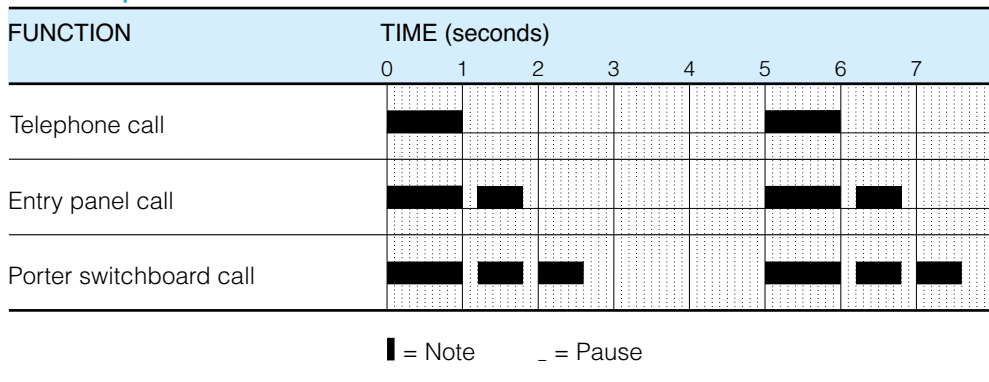 FUNCTION TIME (seconds)
0 1 2 3 4 5 6 7
Telephone call
Entry panel call
Porter switchboard call
= Note _ = Pause